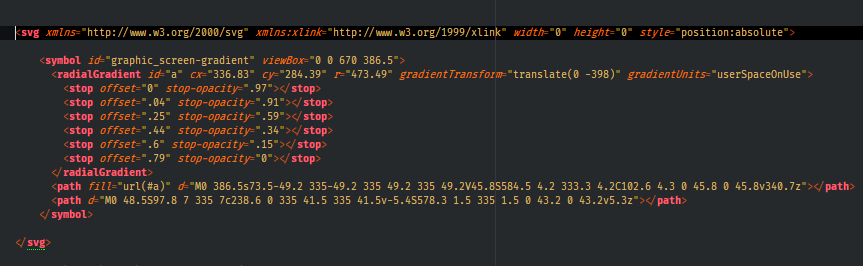 <svg xmlns="http://www.w3.org/2000/svg" xmlns:xlink="http://www.w3.org/1999/xlink" width="0" height="0" style="position:absolute">
<symbol id="graphic_screen-gradient" viewBox="0 0 670 386.5">
<radialGradient id="a" cx="336.83" cy="284.39" r="473.49" gradientTransform="translate(0 -398)" gradientUnits="userSpaceOnUse">
<stop offset="0" stop-opacity=".97"></stop>
<stop offset=".04" stop-opacity=".91"></stop>
<stop offset=".25" stop-opacity=".59"></stop>
<stop offset=".44" stop-opacity=".34"></stop>
<stop offset=".6" stop-opacity=".15"></stop>
<stop offset=".79" stop-opacity="0"></stop>
</radialGradient>
<path fill="url(#a)" d="M0 386.5s73.5-49.2 335-49.2 335 49.2 335 49.2V45.8S584.5 4.2 333.3 4.2C102.6 4.3 0 45.8 0 45.8v340.7z"></path>
<path d="M0 48.5S97.8 7 335 7c238.6 0 335 41.5 335 41.5v-5.4S578.3 1.5 335 1.5 0 43.2 0 43.2v5.3z"></path>
</symbol>
</svg>